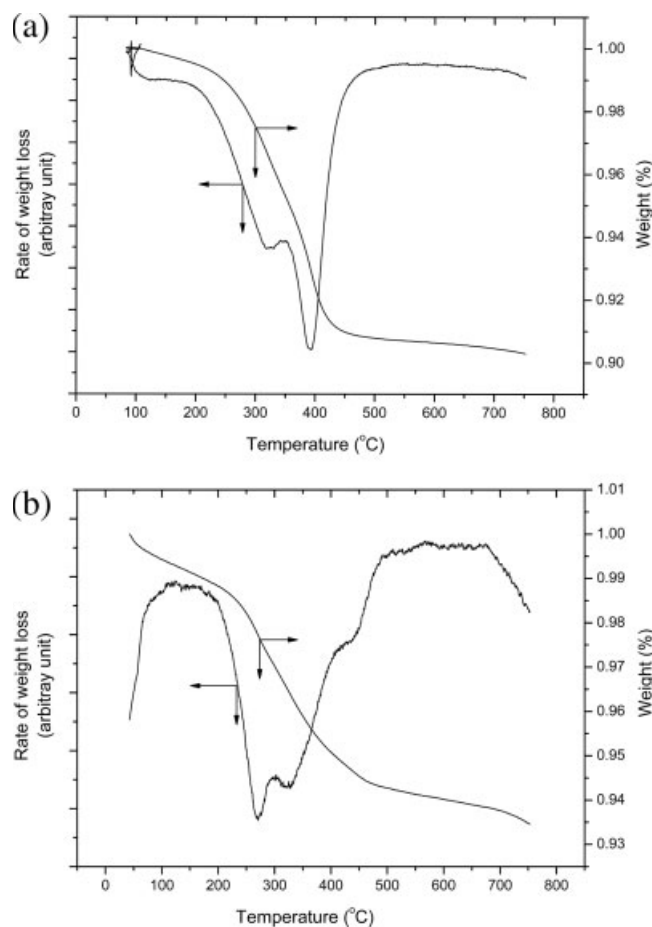 (a)
1.00
0.98
0.96
0.94
0.92
0.90
Rate of weight loss
(arbitray unit)
Weight (%)
0 100 200 300 400 500 600 700 800
Temperature (°C)
(b)
1.01
1.00
0.99
0.98
0.97
0.96
0.95
0.94
0.93
Rate of weight loss
(arbitray unit)
Weight (%)
0 100 200 300 400 500 600 700 800
Temperature (°C)